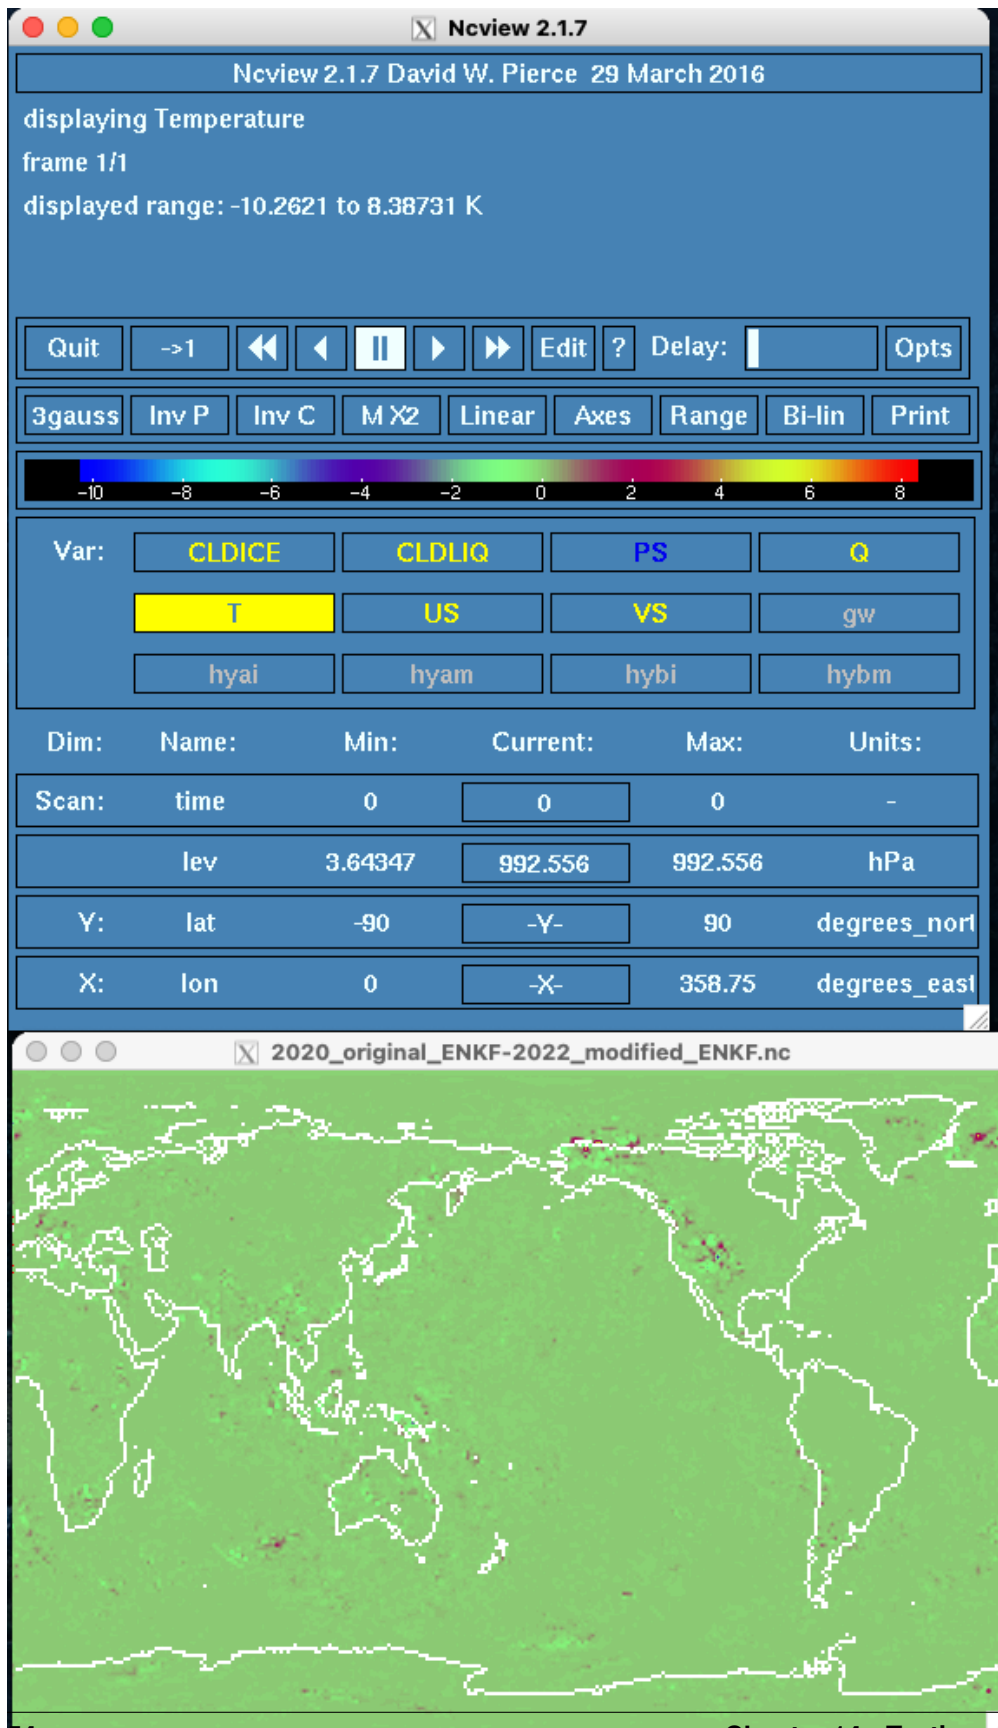 Ncview 2.1.7
Ncview 2.1.7 David W. Pierce 29 March 2016
displaying Temperature
frame 1/1
displayed range: -10.2621 to 8.38731 K
Quit ->1 Edit ? Delay: Opts
3gauss Inv P Inv C M X2 Linear Axes Range Bi-lin Print
-10 -8 -6 -4 -2 0 2 4 6 8
Var: CLDICE CLDLIQ PS Q
T US VS gw
hyai hyam hybi hybm
Dim: Name: Min: Current: Max: Units:
Scan: time 0 0 0 -
lev 3.64347 992.556 992.556 hPa
Y: lat -90 -Y- 90 degrees_nort
X: lon 0 -X- 358.75 degrees_east
2020_original_ENKF-2022_modified_ENKF.nc